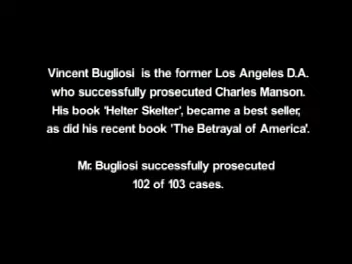 Vincent Bugliosi is the former Los Angeles D.A.
who successfully prosecuted Charles Manson.
His book 'Helter Skelter', became a best seller,
as did his recent book 'The Betrayal of America'.
Mr. Bugliosi successfully prosecuted
102 of 103 cases.